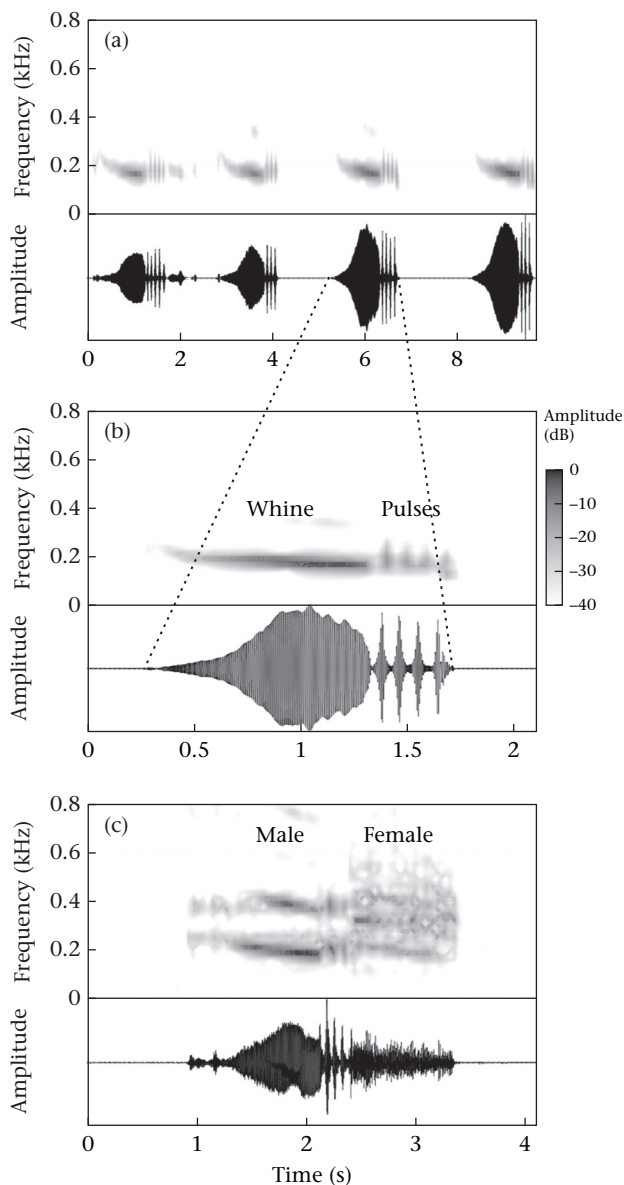 (a)
0.8
0.6
0.4
0.2
0
Frequency (kHz)
Amplitude
0 2 4 6 8
(b)
0.8
0.6
0.4
0.2
0
Frequency (kHz)
Whine Pulses
Amplitude
(dB)
0
−10
−20
−30
−40
Amplitude
0 0.5 1 1.5 2
(c)
0.8
0.6
0.4
0.2
0
Frequency (kHz)
Male Female
Amplitude
0 1 2 3 4
Time (s)